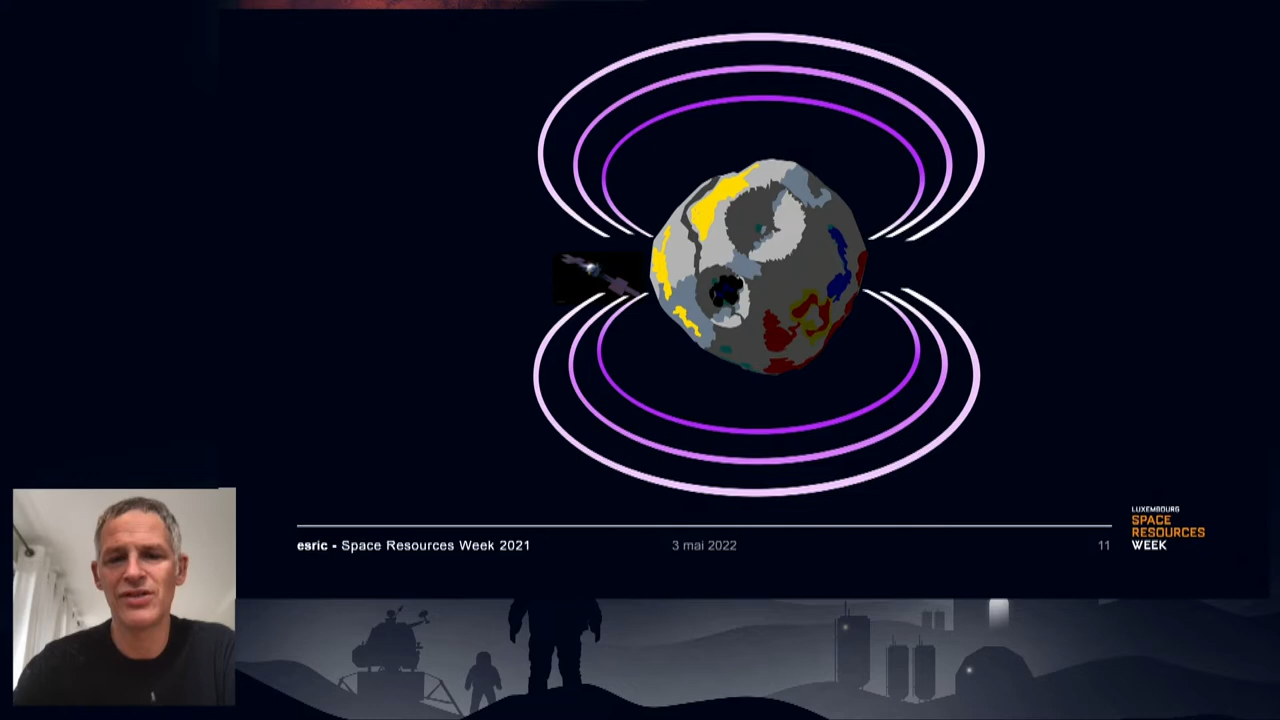 LUXEMBOURG
SPACE
RESOURCES
WEEK
esric - Space Resources Week 2021
3 mai 2022
11